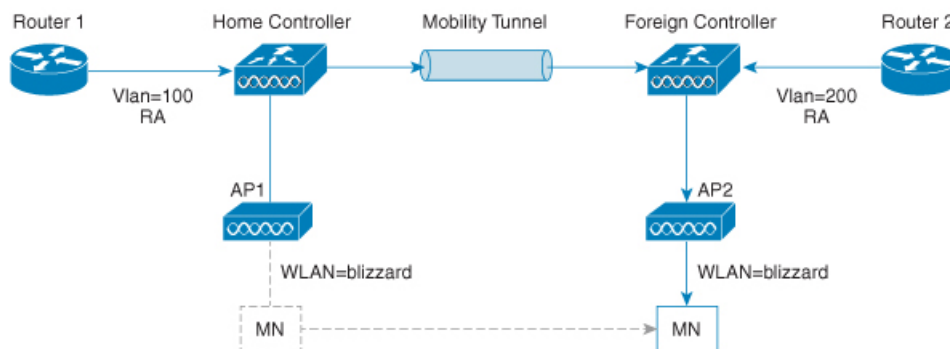 Router 1
Home Controller
Mobility Tunnel
Foreign Controller
Router 2
Vlan=100
RA
Vlan=200
RA
AP1
AP2
WLAN=blizzard
WLAN=blizzard
MN
MN